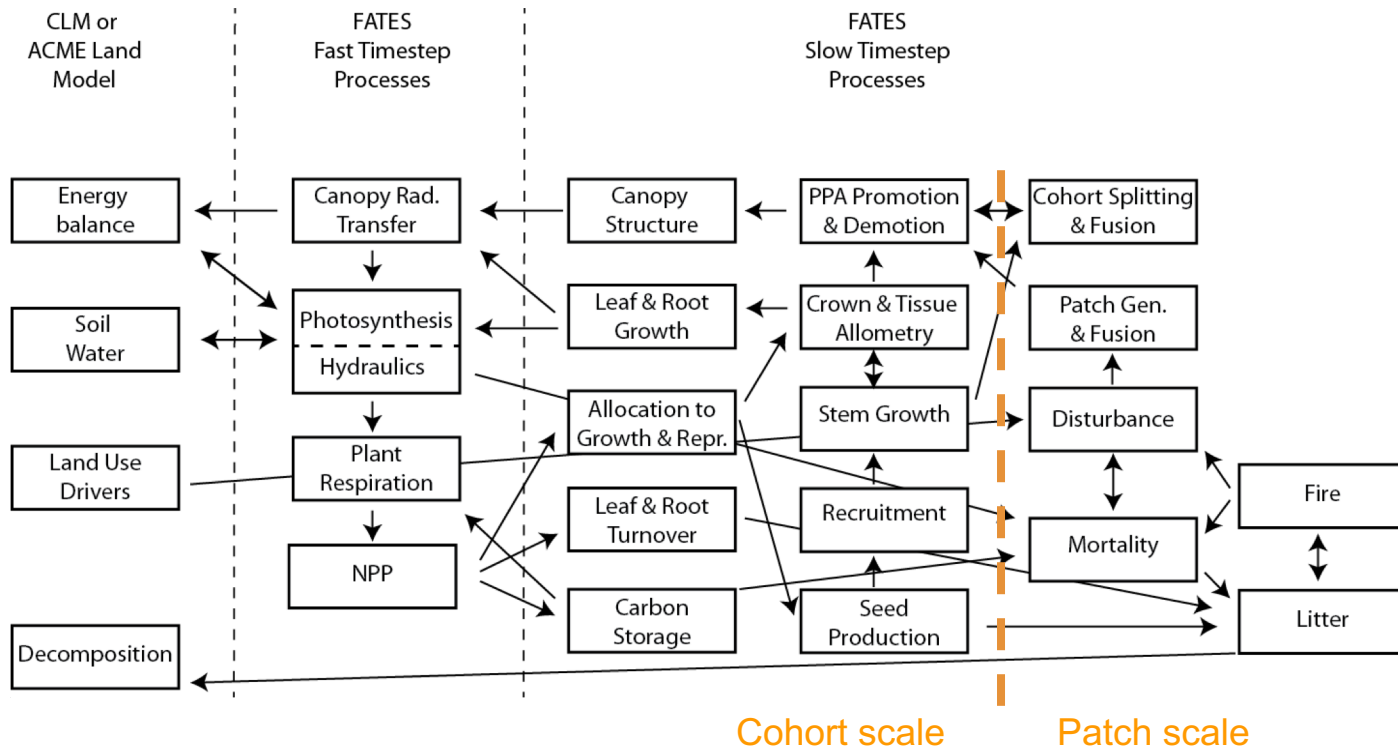 CLM or
ACME Land
Model
FATES
Fast Timestep
Processes
FATES
Slow Timestep
Processes
Energy
balance
Canopy Rad.
Transfer
Canopy
Structure
PPA Promotion
& Demotion
Cohort Splitting
& Fusion
Soil
Water
Photosynthesis
Hydraulics
Leaf & Root
Growth
Crown & Tissue
Allometry
Patch Gen.
& Fusion
Land Use
Drivers
Plant
Respiration
Allocation to
Growth & Repr.
Stem Growth
Disturbance
Fire
NPP
Leaf & Root
Turnover
Recruitment
Mortality
Decomposition
Carbon
Storage
Seed
Production
Litter
Cohort scale
Patch scale